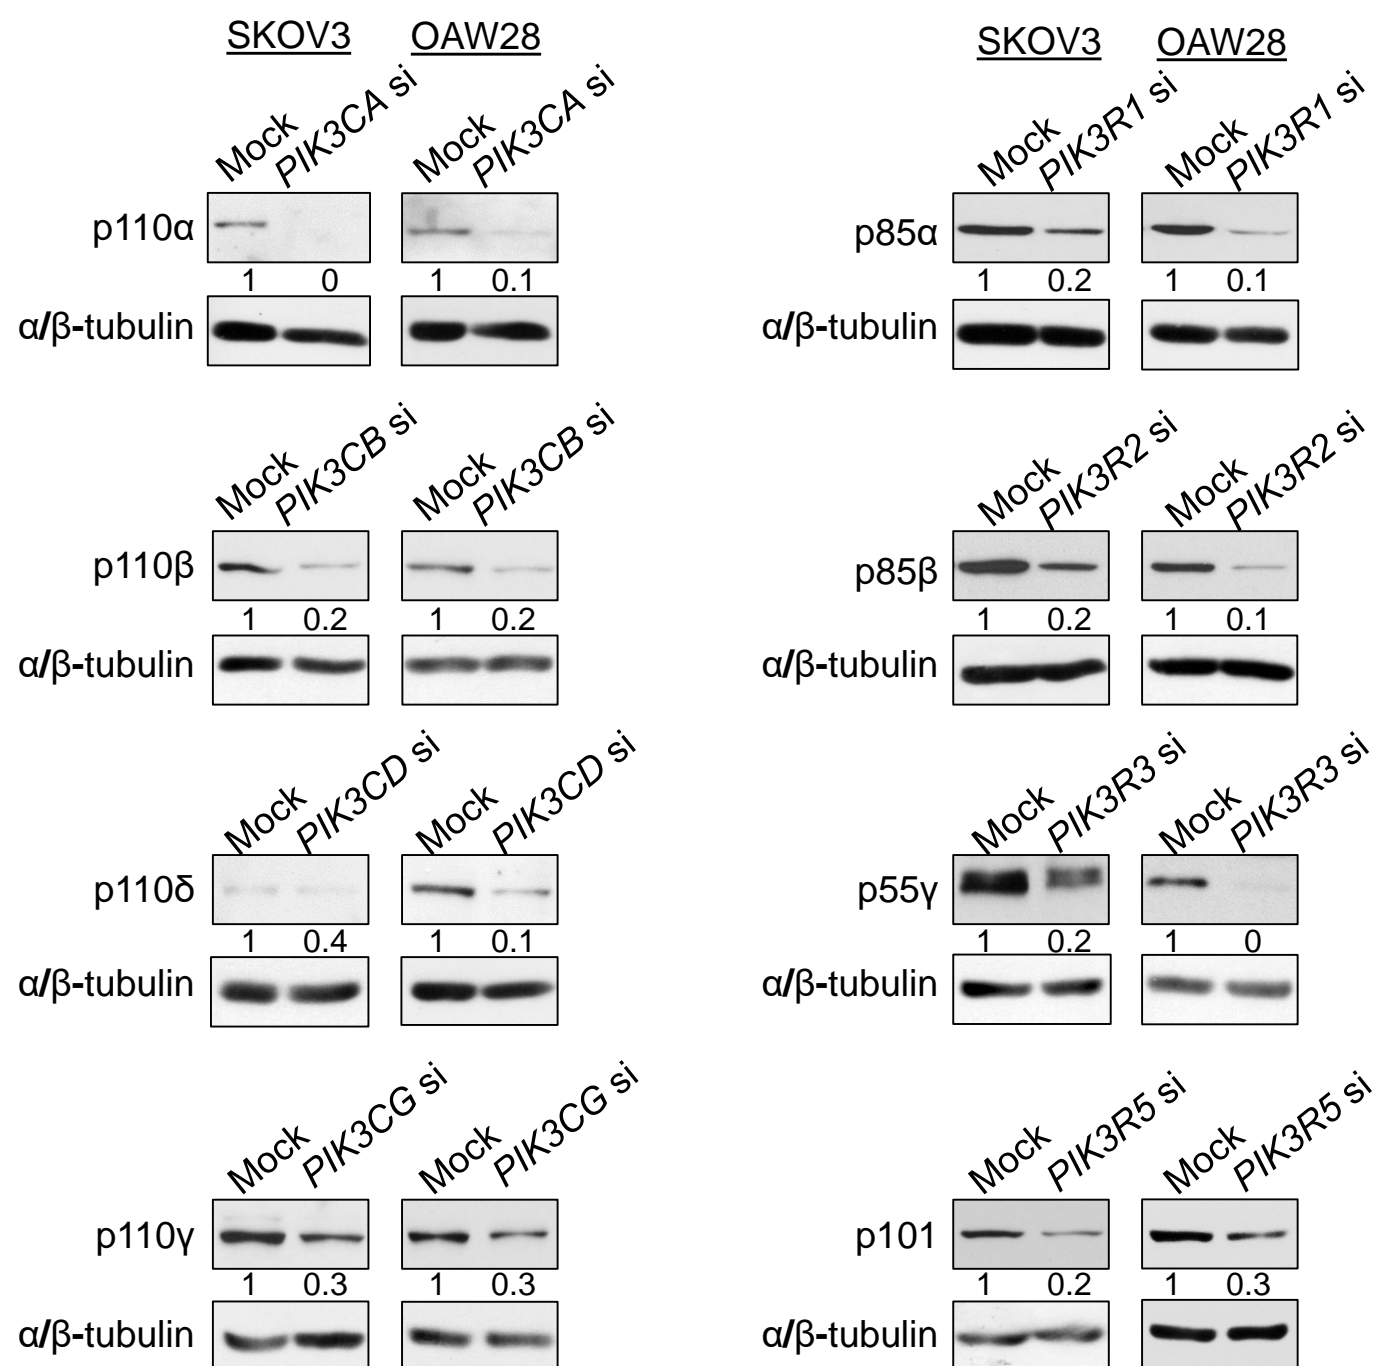 SKOV3 OAW28 SKOV3 OAW28
Mock PIK3CA si Mock PIK3CA si Mock PIK3R1 si Mock PIK3R1 si
p110α p85α
1 0 1 0.1 1 0.2 1 0.1
α/β-tubulin α/β-tubulin
Mock PIK3CB si Mock PIK3CB si Mock PIK3R2 si Mock PIK3R2 si
p110β p85β
1 0.2 1 0.2 1 0.2 1 0.1
α/β-tubulin α/β-tubulin
Mock PIK3CD si Mock PIK3CD si Mock PIK3R3 si Mock PIK3R3 si
p110δ p55γ
1 0.4 1 0.1 1 0.2 1 0
α/β-tubulin α/β-tubulin
Mock PIK3CG si Mock PIK3CG si Mock PIK3R5 si Mock PIK3R5 si
p110γ p101
1 0.3 1 0.3 1 0.2 1 0.3
α/β-tubulin α/β-tubulin